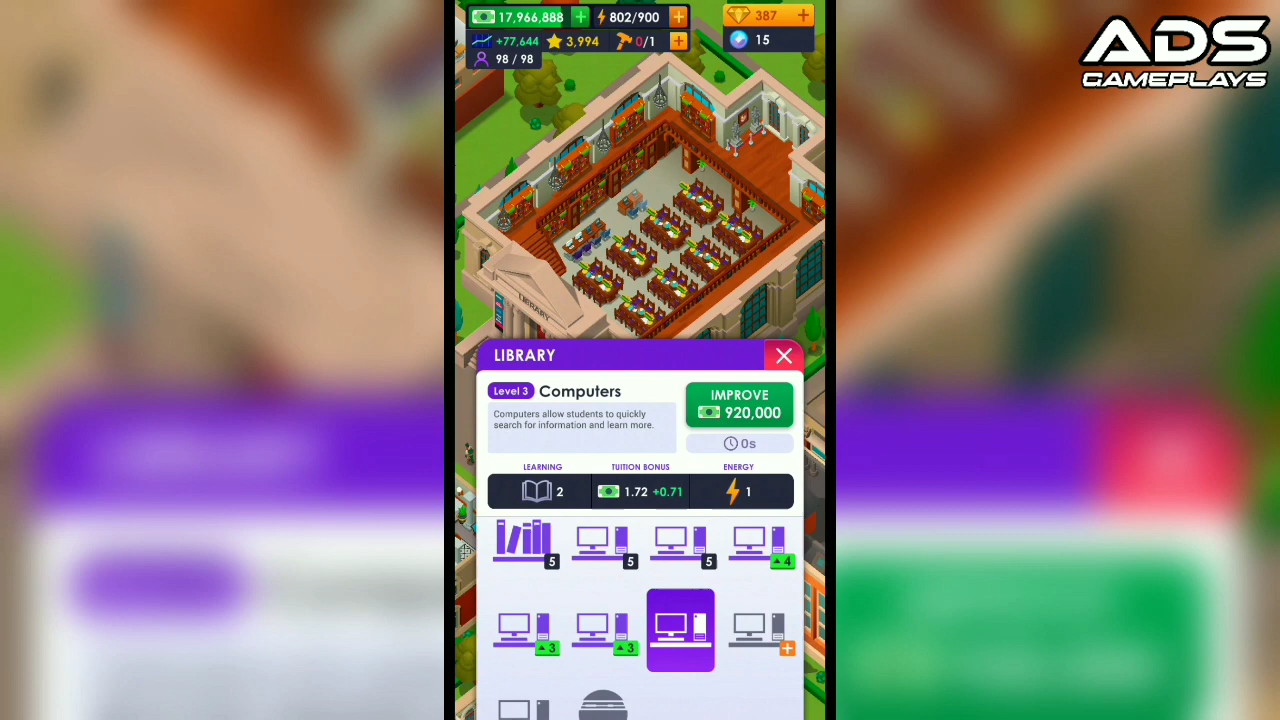 17,966,888
802/900
387
+77,644
3,994
0/1
15
98 / 98
ADS
GAMEPLAYS
LIBRARY
LIBRARY
Level 3 Computers
IMPROVE
920,000
Computers allow students to quickly
search for information and learn more.
0s
LEARNING
TUITION BONUS
ENERGY
2
1.72 +0.71
1
5
5
5
4
3
3